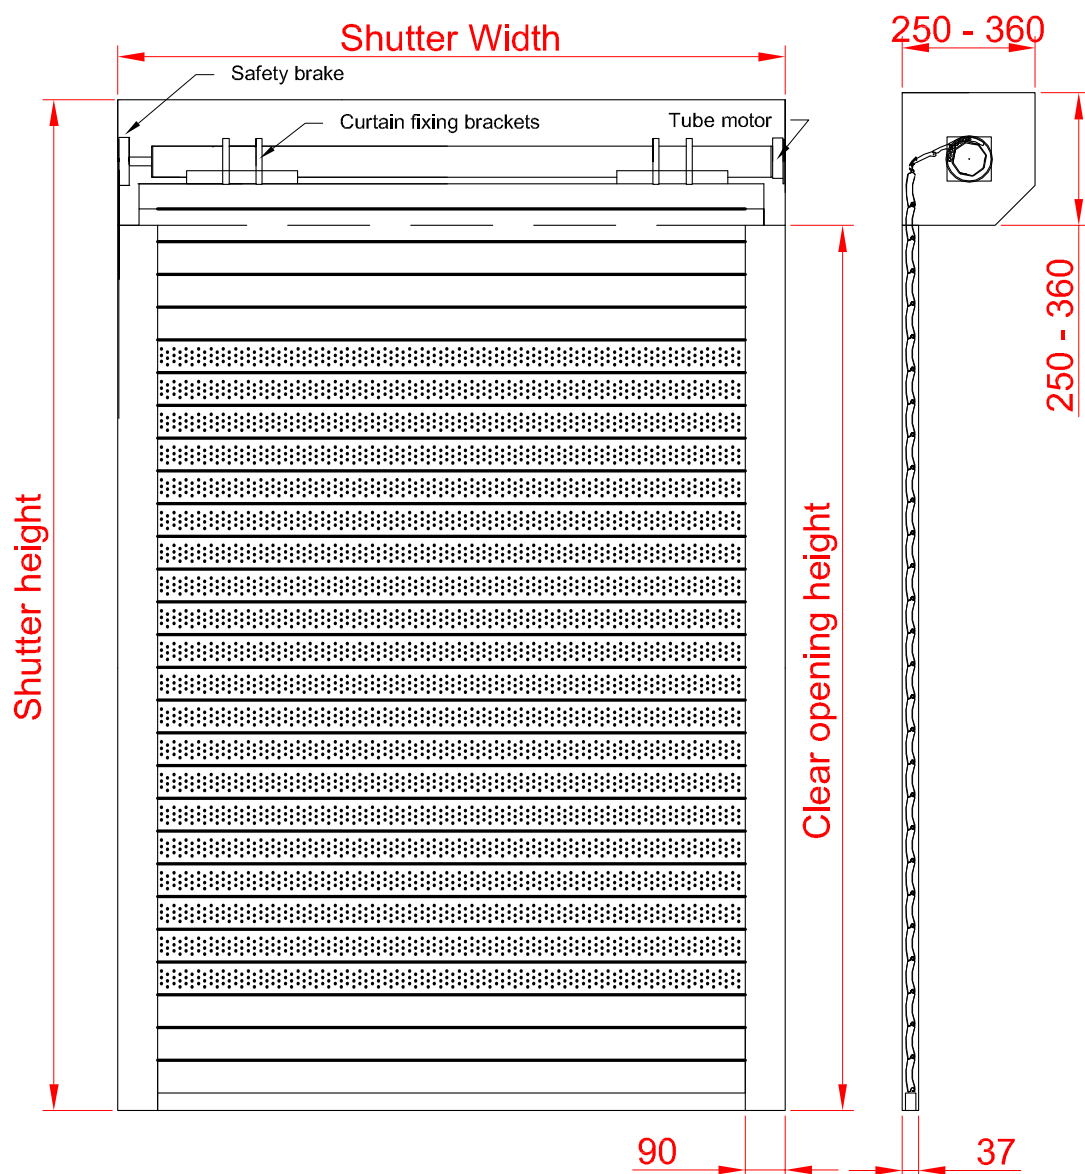 Shutter Width
250 - 360
Safety brake
Curtain fixing brackets
Tube motor
250 - 360
Shutter height
Clear opening height
90
37